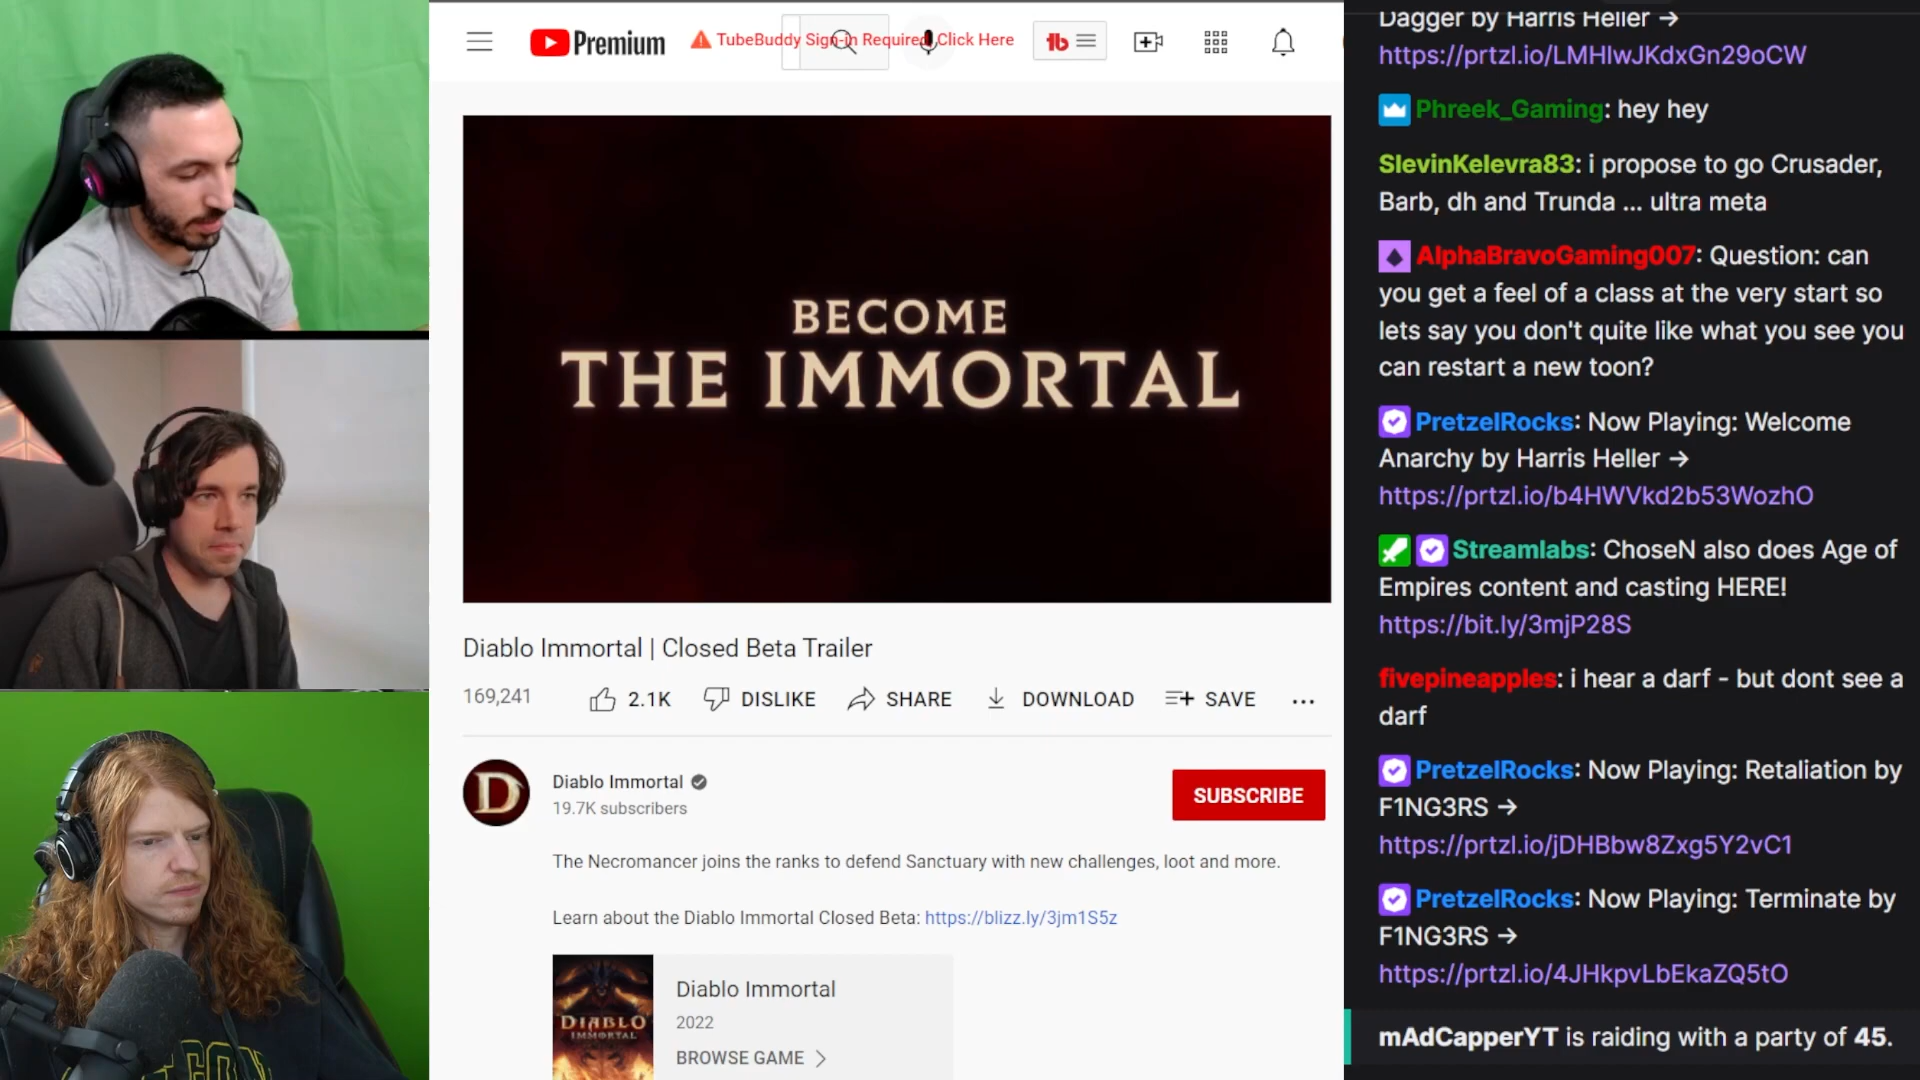 Premium
TubeBuddy Sign-in Required Click Here
tb
BECOME
THE IMMORTAL
Diablo Immortal | Closed Beta Trailer
169,241
2.1K
DISLIKE
SHARE
DOWNLOAD
SAVE
D
Diablo Immortal
19.7K subscribers
SUBSCRIBE
The Necromancer joins the ranks to defend Sanctuary with new challenges, loot and more.
Learn about the Diablo Immortal Closed Beta: https://blizz.ly/3jm1S5z
DIABLO
IMMORTAL
Diablo Immortal
2022
BROWSE GAME
Dagger by Harris Heller →
https://prtzl.io/LMHlwJKdxGn29oCW
Phreek_Gaming: hey hey
SlevinKelevra83: i propose to go Crusader,
Barb, dh and Trunda ... ultra meta
AlphaBravoGaming007: Question: can
you get a feel of a class at the very start so
lets say you don't quite like what you see you
can restart a new toon?
PretzelRocks: Now Playing: Welcome
Anarchy by Harris Heller →
https://prtzl.io/b4HWVkd2b53WozhO
Streamlabs: ChoseN also does Age of
Empires content and casting HERE!
https://bit.ly/3mjP28S
fivepineapples: i hear a darf - but dont see a
darf
PretzelRocks: Now Playing: Retaliation by
F1NG3RS →
https://prtzl.io/jDHBbw8Zxg5Y2vC1
PretzelRocks: Now Playing: Terminate by
F1NG3RS →
https://prtzl.io/4JHkpvLbEkaZQ5tO
mAdCapperYT is raiding with a party of 45.